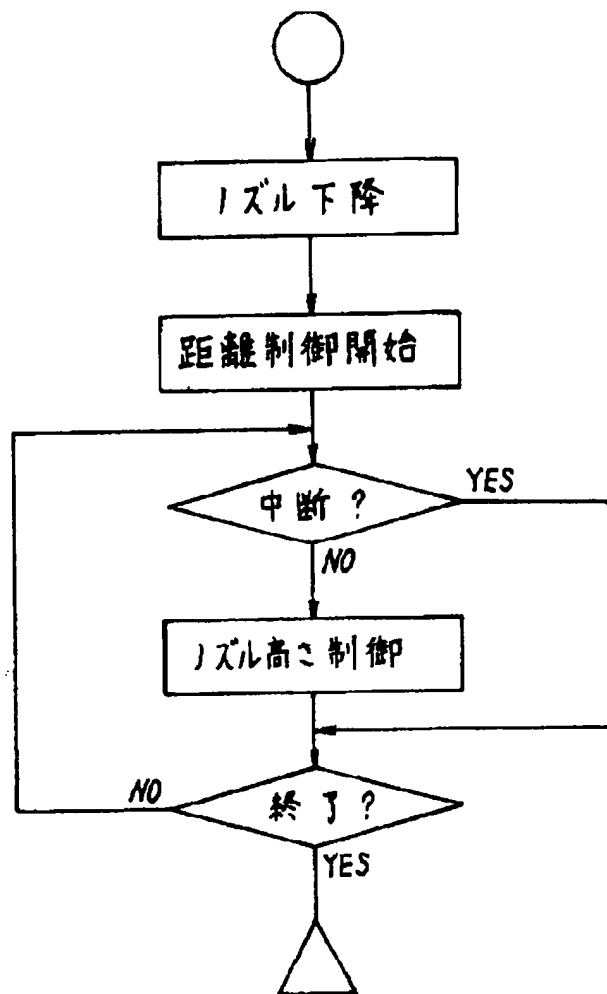 ノズル下降
距離制御開始
中断?
YES
NO
ノズル高さ制御
NO
終了?
YES